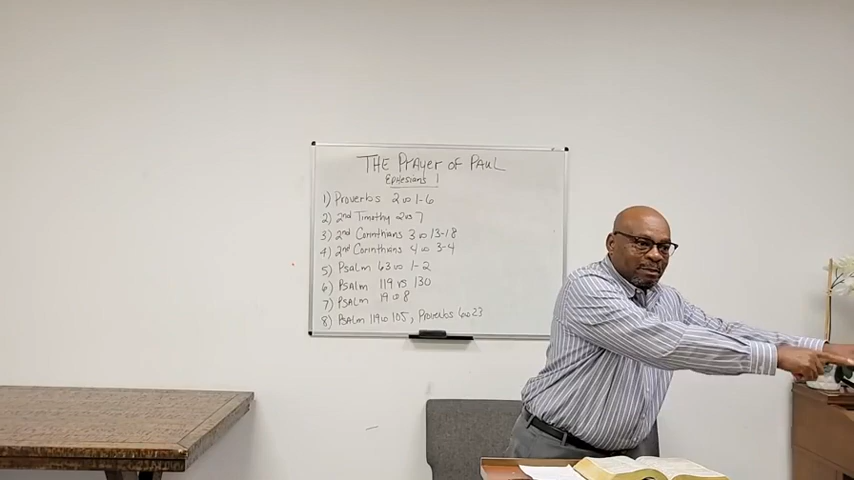 THE PRAYER OF PAUL
Ephesians 1
1) Proverbs 2 vs 1-6
2) 2nd Timothy 2 vs 7
3) 2nd Corinthians 3 vs 13-18
4) 2nd Corinthians 4 vs 3-4
5) Psalm 63 vs 1-2
6) Psalm 119 vs 130
7) Psalm 19 vs 8
8) Psalm 119 vs 105, Proverbs 6 vs 23